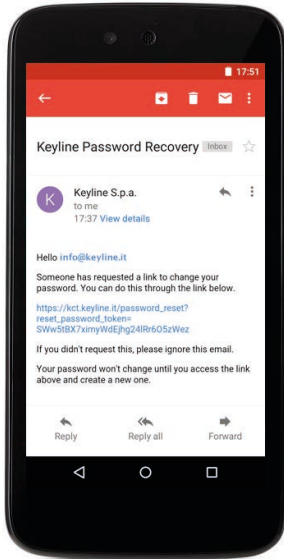 17:51
Keyline Password Recovery Inbox
K
Keyline S.p.a.
to me
17:37 View details
Hello info@keyline.it
Someone has requested a link to change your
password. You can do this through the link below.
https://kct.keyline.it/password_reset?
reset_password_token=
SWw5tBX7ximyWdEjhg24lRr6O5zWez
If you didn't request this, please ignore this email.
Your password won't change until you access the link
above and create a new one.
Reply
Reply all
Forward